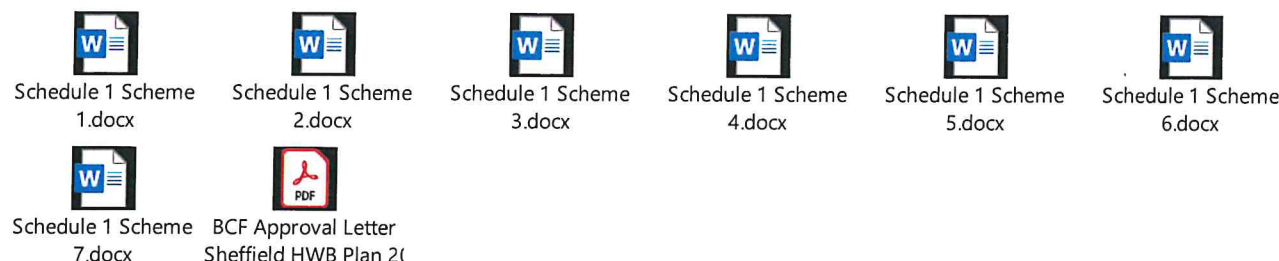 W W W W W W
Schedule 1 Scheme Schedule 1 Scheme Schedule 1 Scheme Schedule 1 Scheme Schedule 1 Scheme Schedule 1 Scheme
1.docx 2.docx 3.docx 4.docx 5.docx 6.docx
W PDF
Schedule 1 Scheme BCF Approval Letter
7.docx Sheffield HWB Plan